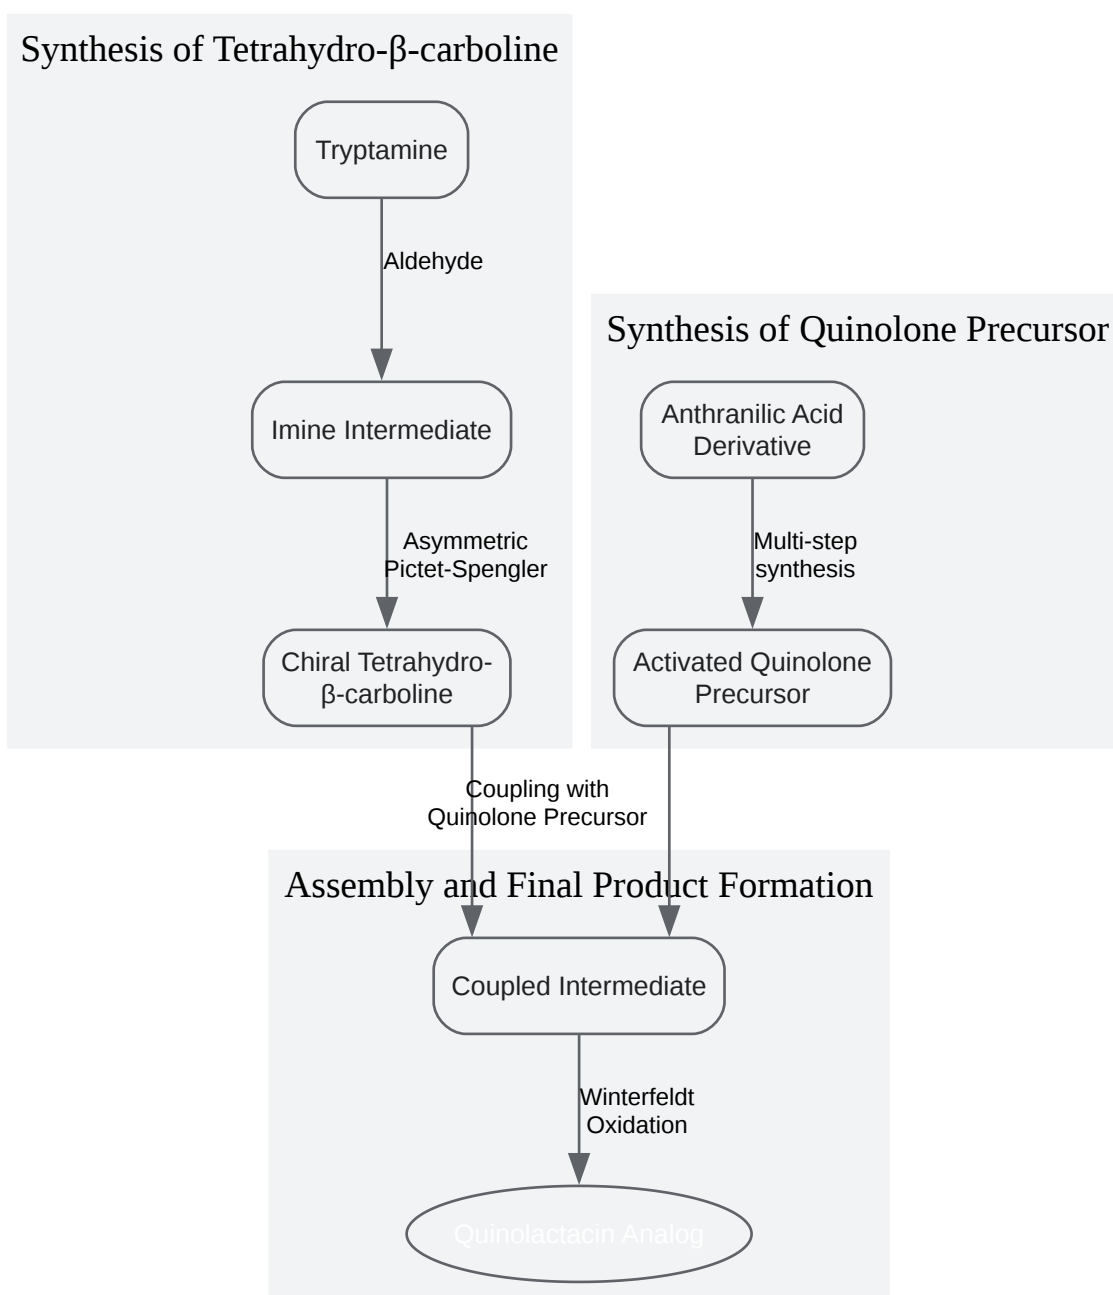 Synthesis of Tetrahydro-β-carboline
Tryptamine
Aldehyde
Imine Intermediate
Asymmetric
Pictet-Spengler
Chiral Tetrahydro-
β-carboline
Synthesis of Quinolone Precursor
Anthranilic Acid
Derivative
Multi-step
synthesis
Activated Quinolone
Precursor
Coupling with
Quinolone Precursor
Assembly and Final Product Formation
Coupled Intermediate
Winterfeldt
Oxidation
Quinolactacin Analog